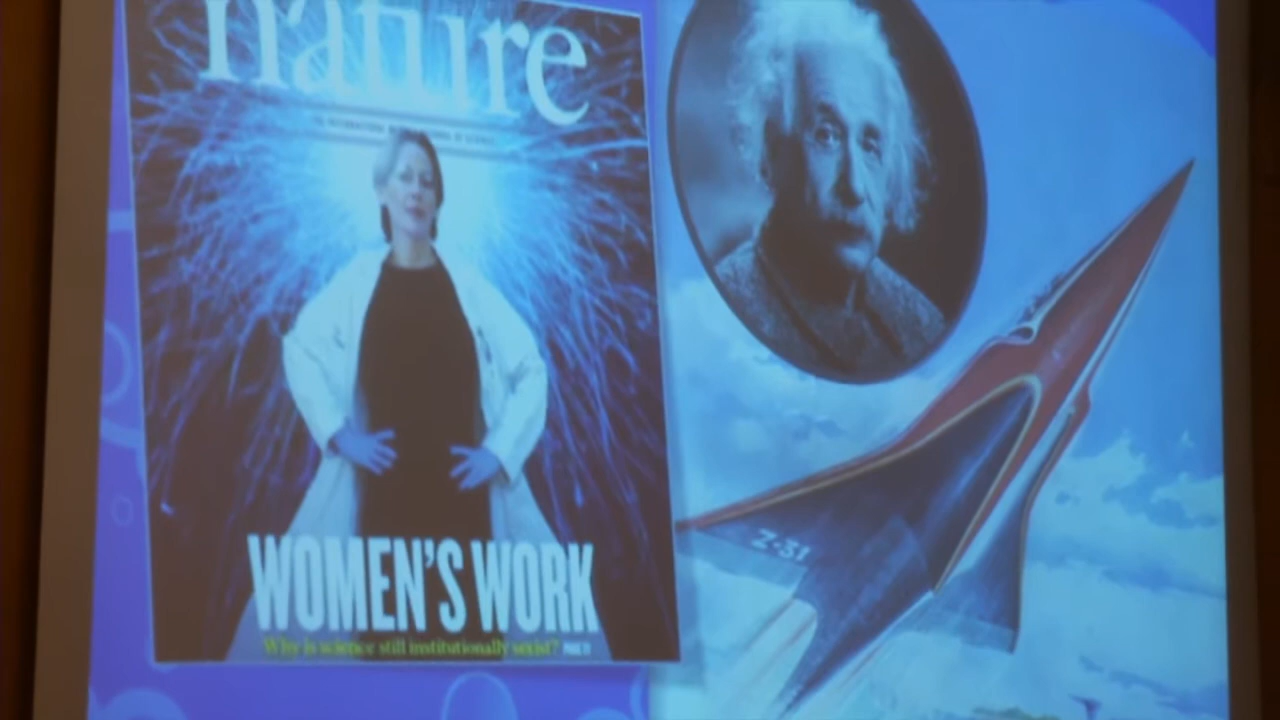 nature
WOMEN'S WORK
Why is science still institutionally sexist?
Z-31